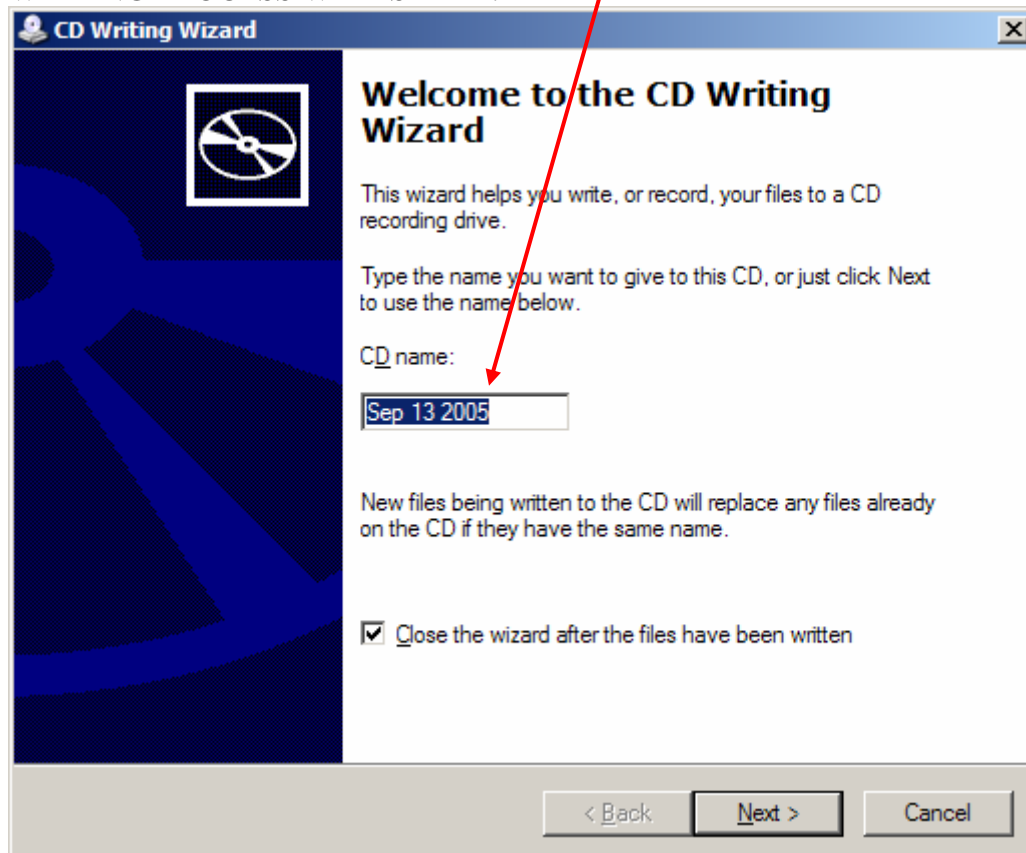 CD Writing Wizard
Welcome to the CD Writing
Wizard
This wizard helps you write, or record, your files to a CD
recording drive.
Type the name you want to give to this CD, or just click Next
to use the name below.
CD name:
Sep 13 2005
New files being written to the CD will replace any files already
on the CD if they have the same name.
Close the wizard after the files have been written
< Back
Next >
Cancel